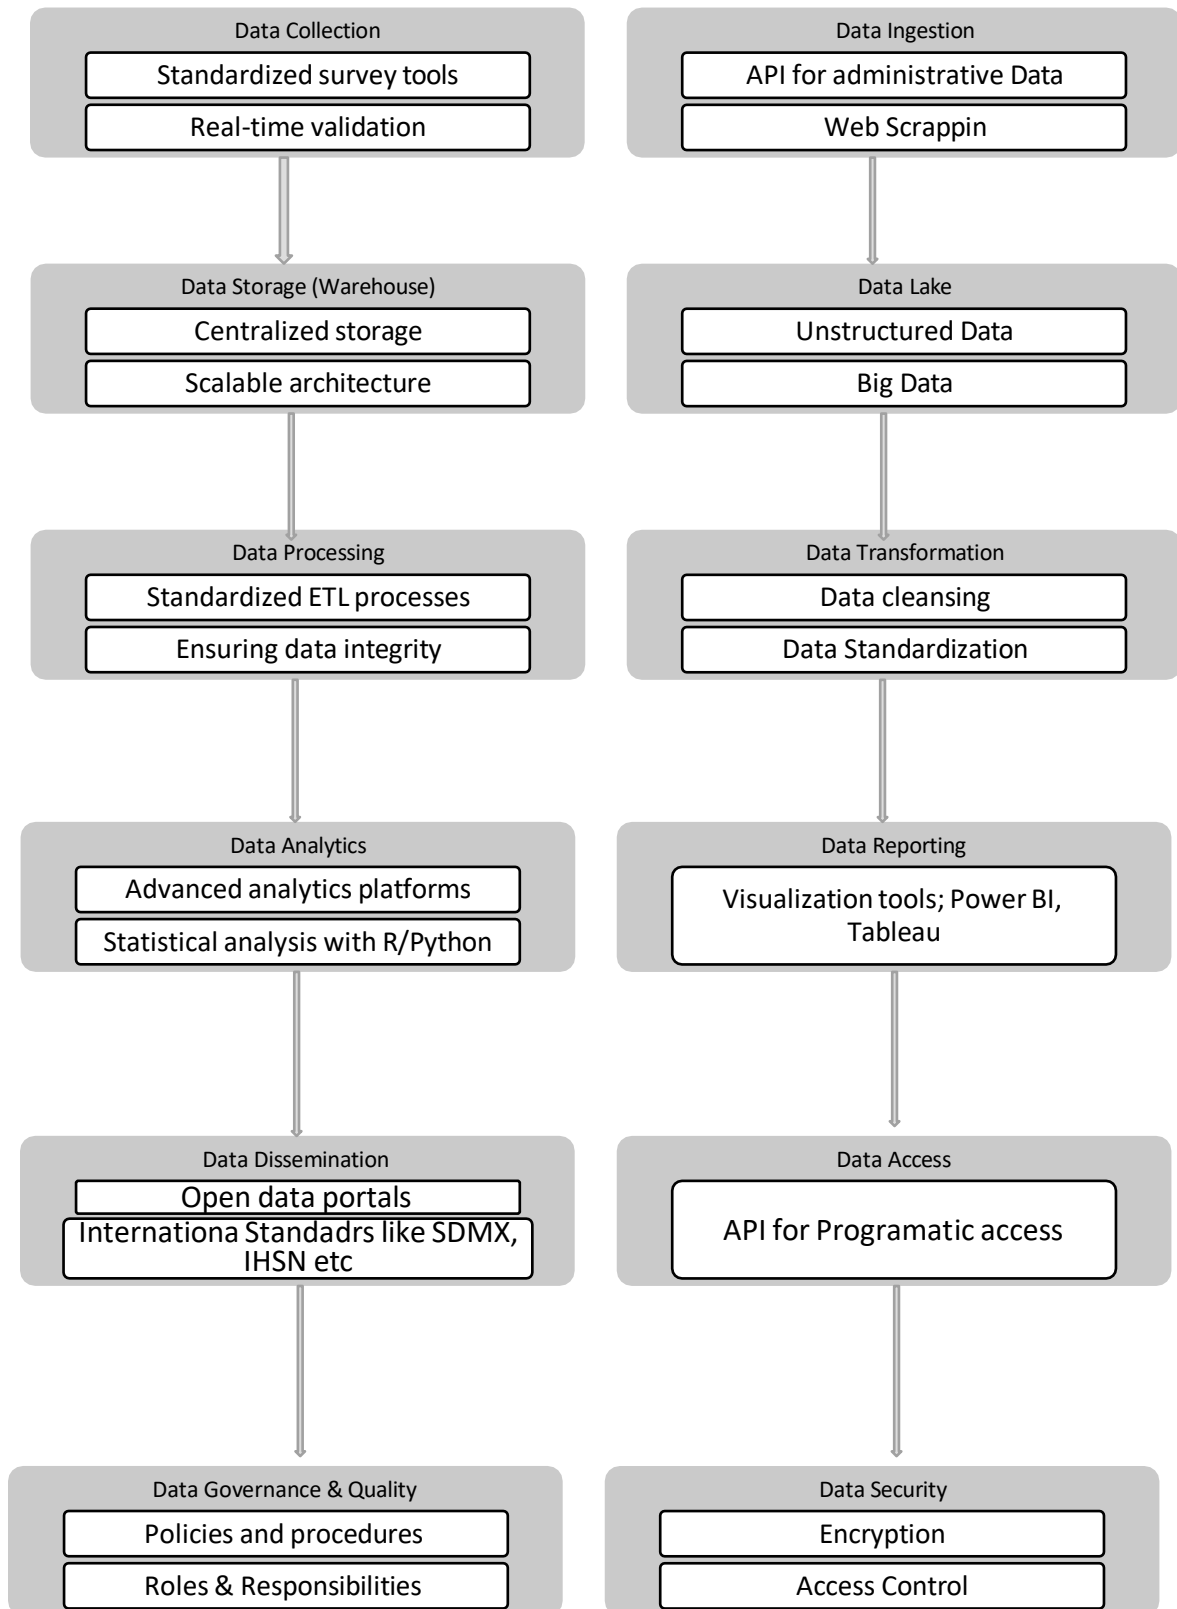 Data Collection
Standardized survey tools
Real-time validation
Data Ingestion
API for administrative Data
Web Scrappin
Data Storage (Warehouse)
Centralized storage
Scalable architecture
Data Lake
Unstructured Data
Big Data
Data Processing
Standardized ETL processes
Ensuring data integrity
Data Transformation
Data cleansing
Data Standardization
Data Analytics
Advanced analytics platforms
Statistical analysis with R/Python
Data Reporting
Visualization tools; Power BI,
Tableau
Data Dissemination
Open data portals
Internationa Standadrs like SDMX,
IHSN etc
Data Access
API for Programatic access
Data Governance & Quality
Policies and procedures
Roles & Responsibilities
Data Security
Encryption
Access Control